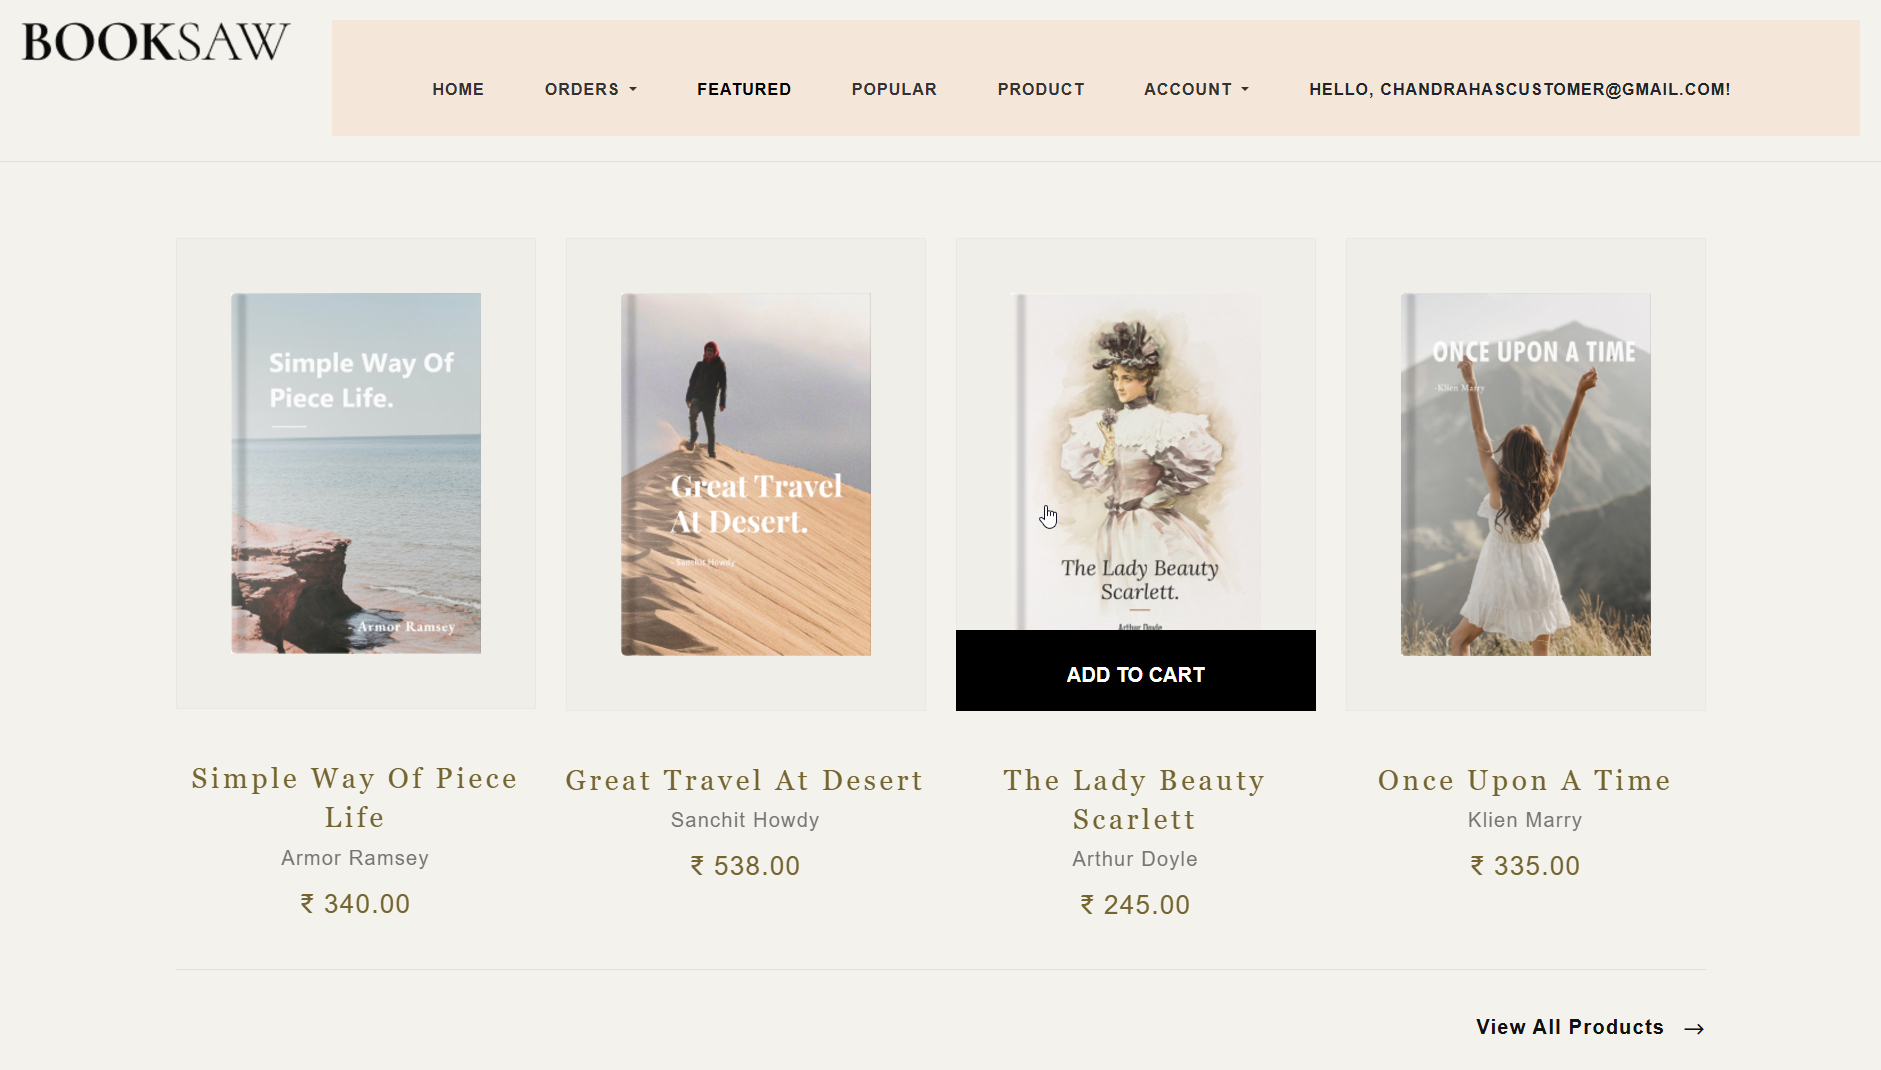 BOOKSAW
HOME ORDERS FEATURED POPULAR PRODUCT ACCOUNT HELLO, CHANDRAHASCUSTOMER@GMAIL.COM!
Simple Way Of
Piece Life.
- Armor Ramsey
Great Travel
At Desert.
- Sanchit Howdy
The Lady Beauty
Scarlett.
Arthur Doyle
ONCE UPON A TIME
-Klien Marry
ADD TO CART
Simple Way Of Piece
Life
Armor Ramsey
₹ 340.00
Great Travel At Desert
Sanchit Howdy
₹ 538.00
The Lady Beauty
Scarlett
Arthur Doyle
₹ 245.00
Once Upon A Time
Klien Marry
₹ 335.00
View All Products →